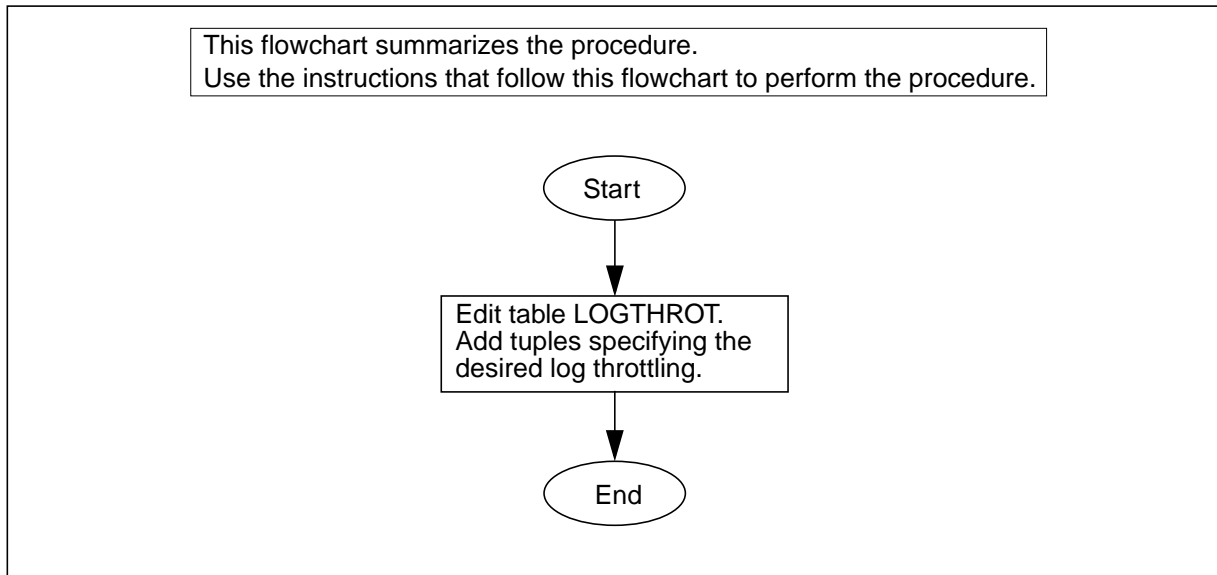 This flowchart summarizes the procedure.
Use the instructions that follow this flowchart to perform the procedure.
Start
Edit table LOGTHROT.
Add tuples specifying the
desired log throttling.
End